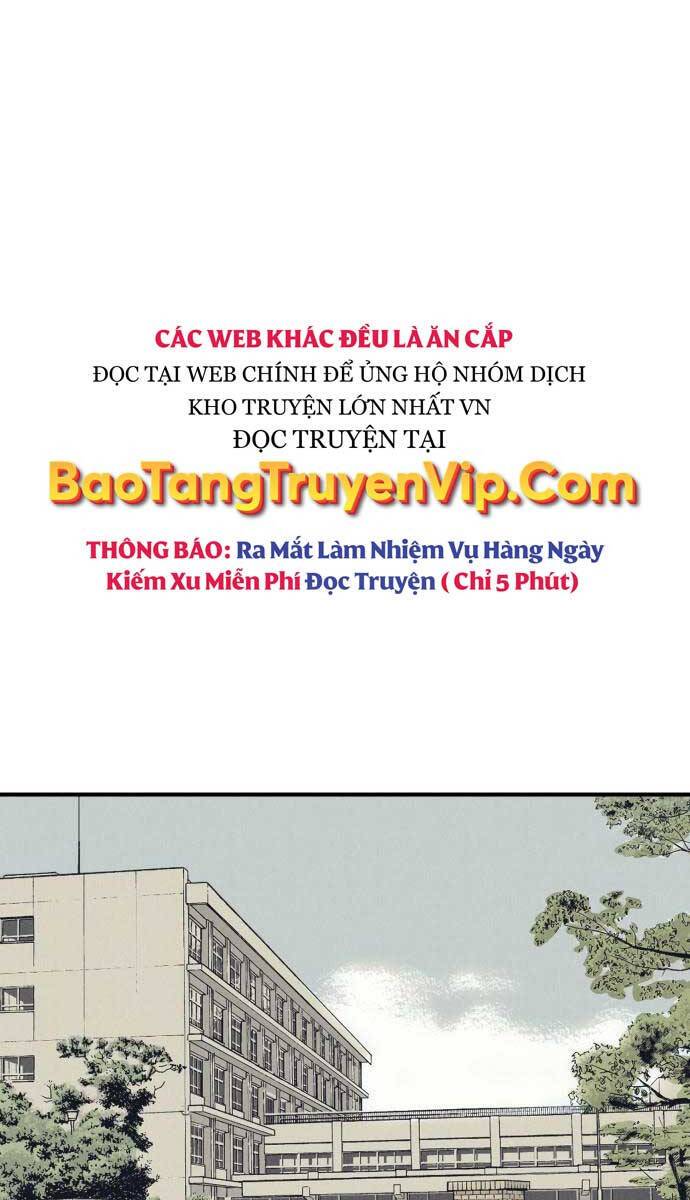 CÁC WEB KHÁC ĐỀU LÀ ĂN CẮP
ĐỌC TẠI WEB CHÍNH ĐỂ ỦNG HỘ NHÓM DỊCH
KHO TRUYỆN LỚN NHẤT VN
ĐỌC TRUYỆN TẠI
BaoTangTruyenVip.Com
THÔNG BÁO: Ra Mắt Làm Nhiệm Vụ Hàng Ngày
Kiếm Xu Miễn Phí Đọc Truyện ( Chỉ 5 Phút)